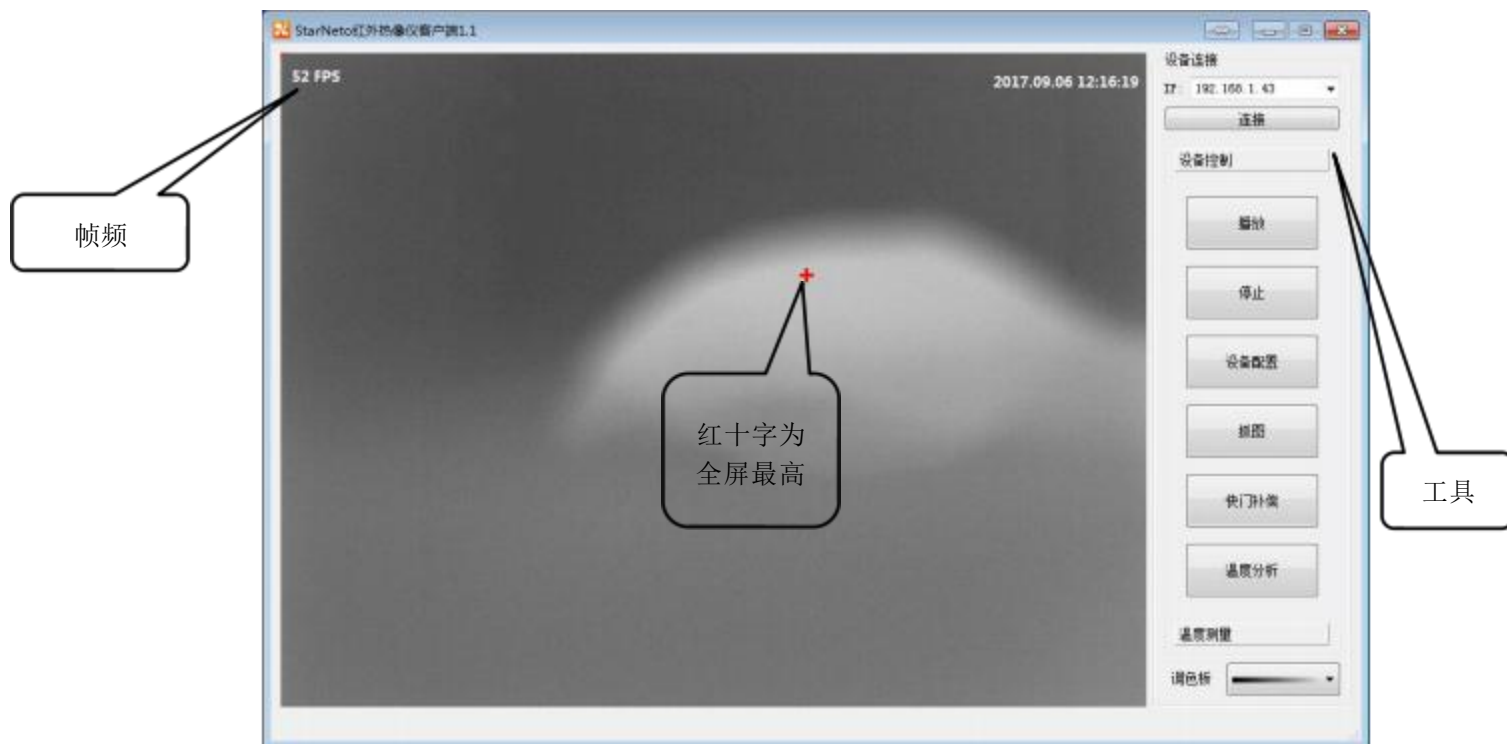 StarNeto红外热像仪客户端1.1
52 FPS
2017.09.06 12:16:19
设备连接
IP: 192.168.1.43
连接
设备控制
播放
停止
设备配置
抓图
快门补偿
温度分析
温度测量
调色板
帧频
红十字为
全屏最高
工具